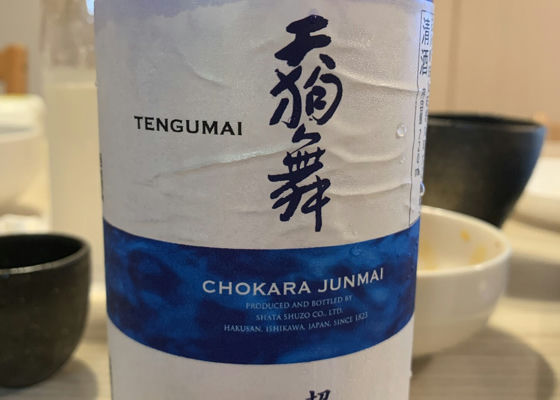 天狗舞
TENGUMAI
CHOKARA JUNMAI
PRODUCED AND BOTTLED BY
SHATA SHUZO CO., LTD.
HAKUSAN, ISHIKAWA, JAPAN, SINCE 1823
超